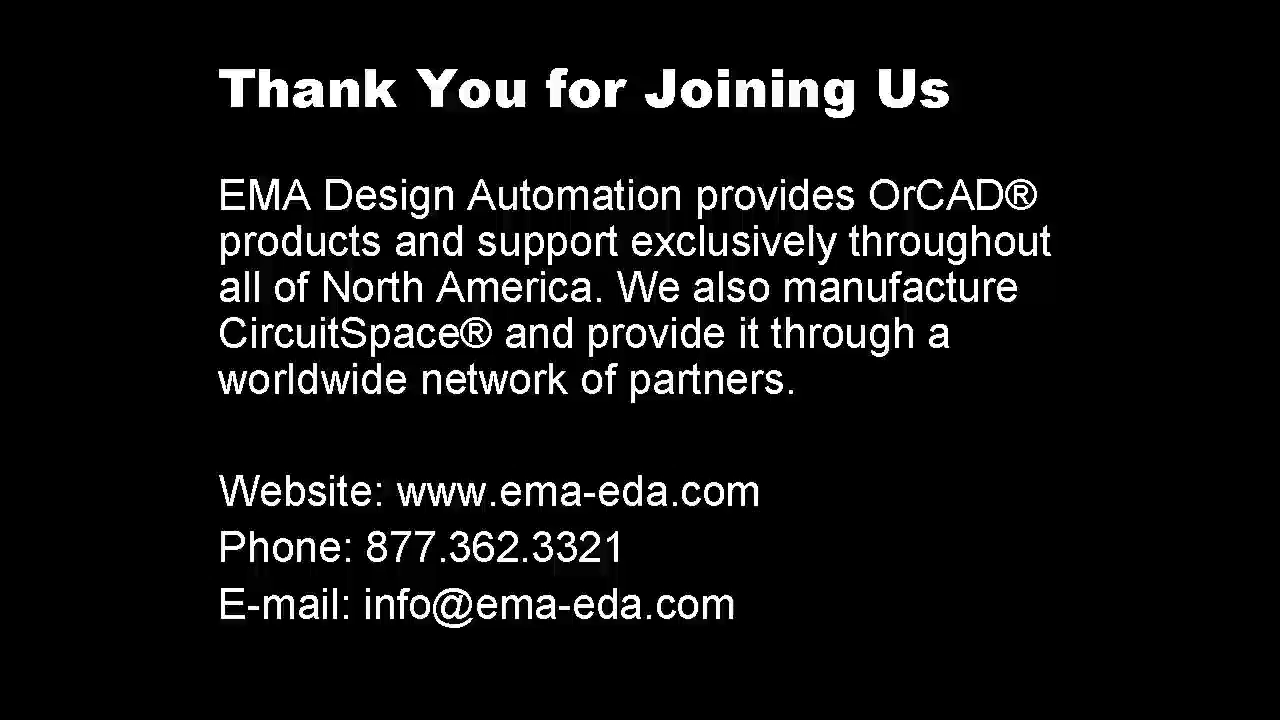 Thank You for Joining Us
EMA Design Automation provides OrCAD®
products and support exclusively throughout
all of North America. We also manufacture
CircuitSpace® and provide it through a
worldwide network of partners.
Website: www.ema-eda.com
Phone: 877.362.3321
E-mail: info@ema-eda.com